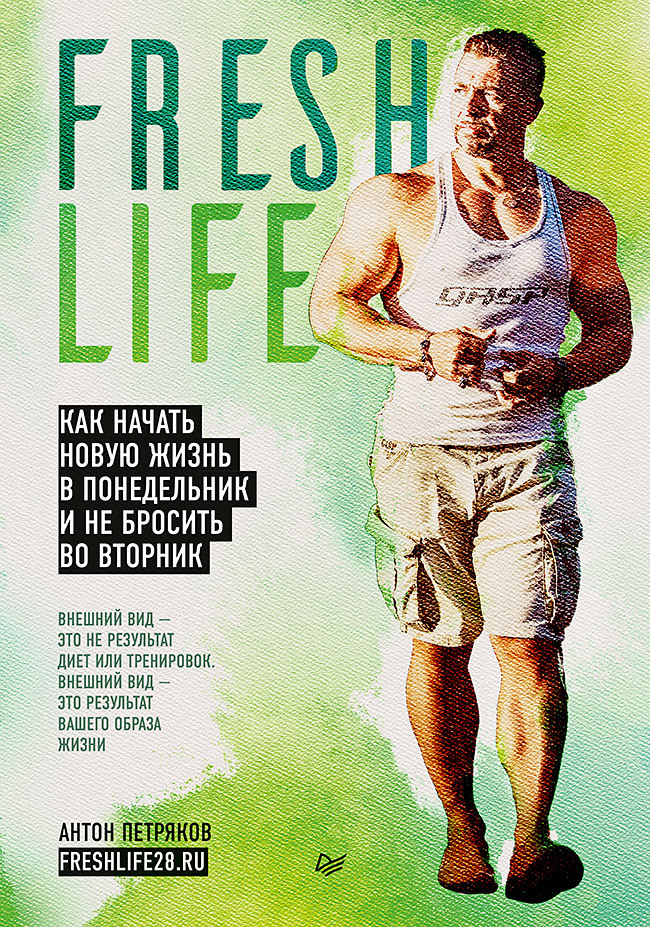 FRESH
LIFE
GASP
КАК НАЧАТЬ
НОВУЮ ЖИЗНЬ
В ПОНЕДЕЛЬНИК
И НЕ БРОСИТЬ
ВО ВТОРНИК
ВНЕШНИЙ ВИД –
ЭТО НЕ РЕЗУЛЬТАТ
ДИЕТ ИЛИ ТРЕНИРОВОК.
ВНЕШНИЙ ВИД –
ЭТО РЕЗУЛЬТАТ
ВАШЕГО ОБРАЗА
ЖИЗНИ
АНТОН ПЕТРЯКОВ
FRESHLIFE28.RU